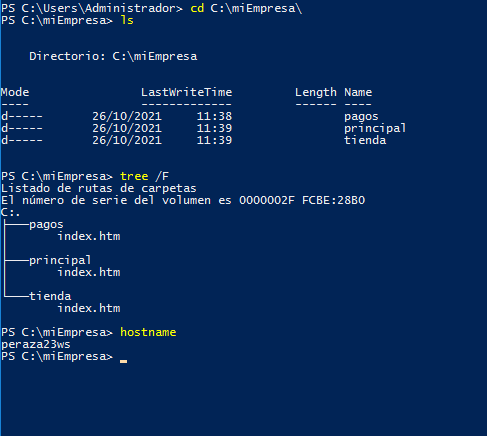 PS C:\Users\Administrador> cd C:\miEmpresa\
PS C:\miEmpresa> ls
Directorio: C:\miEmpresa
Mode LastWriteTime Length Name
---- ------------- ------ ----
d----- 26/10/2021 11:38 pagos
d----- 26/10/2021 11:39 principal
d----- 26/10/2021 11:39 tienda
PS C:\miEmpresa> tree /F
Listado de rutas de carpetas
El número de serie del volumen es 0000002F FCBE:28B0
C:.
├───pagos
│       index.htm
│
├───principal
│       index.htm
│
└───tienda
        index.htm
PS C:\miEmpresa> hostname
peraza23ws
PS C:\miEmpresa> _